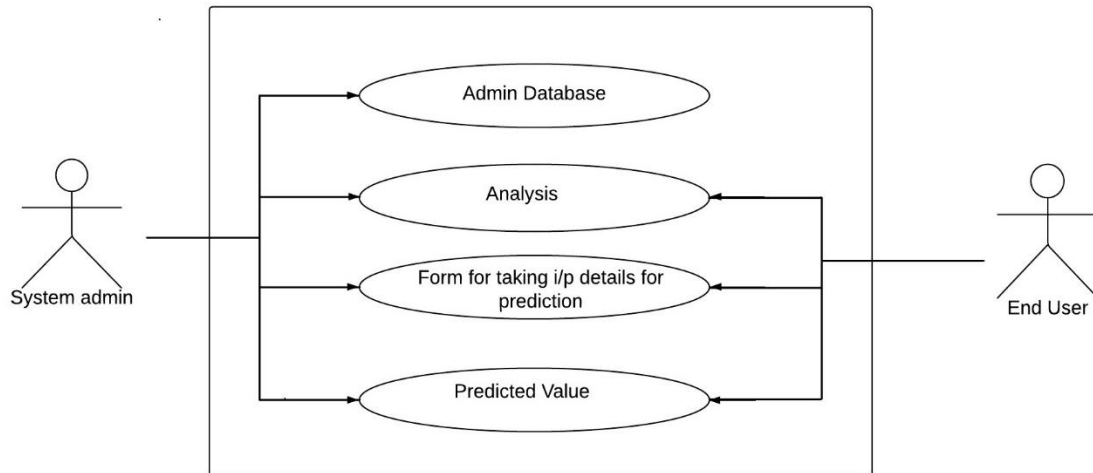 Admin Database
Analysis
Form for taking i/p details for
prediction
Predicted Value
System admin
End User